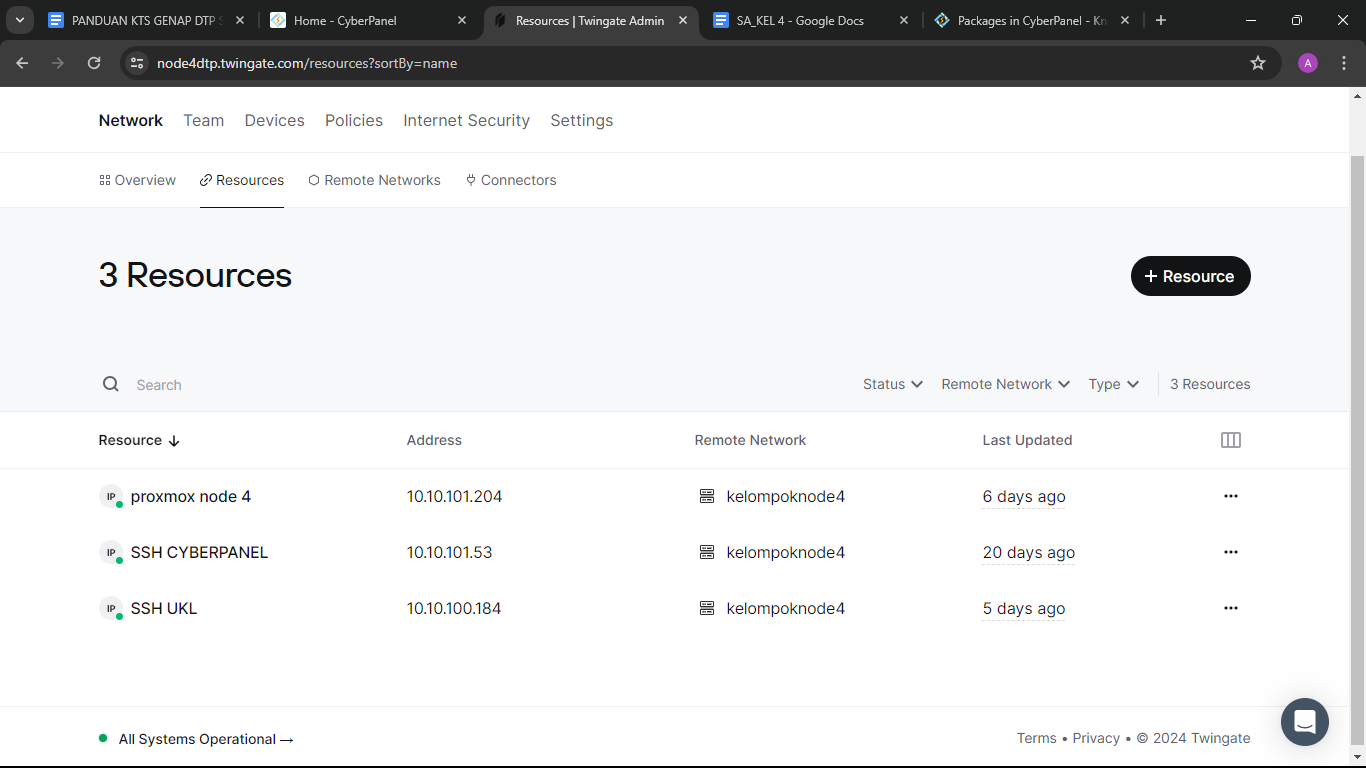 PANDUAN KTS GENAP DTP S
Home - CyberPanel
Resources | Twingate Admin
SA_KEL 4 - Google Docs
Packages in CyberPanel - Kn
node4dtp.twingate.com/resources?sortBy=name
A
Network Team Devices Policies Internet Security Settings
Overview Resources Remote Networks Connectors
3 Resources
+ Resource
Search
Status Remote Network Type 3 Resources
Resource ↓ Address Remote Network Last Updated
IP proxmox node 4 10.10.101.204 kelompoknode4 6 days ago
IP SSH CYBERPANEL 10.10.101.53 kelompoknode4 20 days ago
IP SSH UKL 10.10.100.184 kelompoknode4 5 days ago
All Systems Operational →
Terms • Privacy • © 2024 Twingate